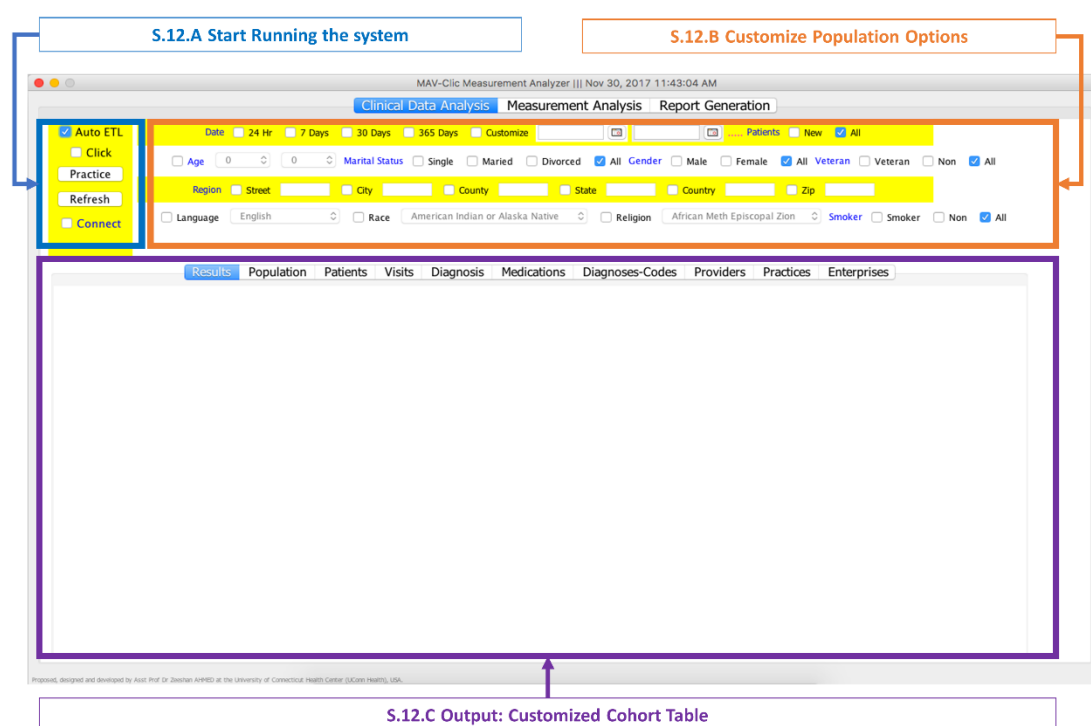 S.12.A Start Running the system
S.12.B Customize Population Options
MAV-Clic Measurement Analyzer ||| Nov 30, 2017 11:43:04 AM
Clinical Data Analysis Measurement Analysis Report Generation
Auto ETL
Click
Practice
Refresh
Connect
Date 24 Hr 7 Days 30 Days 365 Days Customize ..... Patients New All
Age 0 0 Marital Status Single Maried Divorced All Gender Male Female All Veteran Veteran Non All
Region Street City County State Country Zip
Language English Race American Indian or Alaska Native Religion African Meth Episcopal Zion Smoker Smoker Non All
Results Population Patients Visits Diagnosis Medications Diagnoses-Codes Providers Practices Enterprises
Proposed, designed and developed by Asst Prof Dr Zeeshan AHMED at the University of Connecticut Health Center (UConn Health), USA.
S.12.C Output: Customized Cohort Table